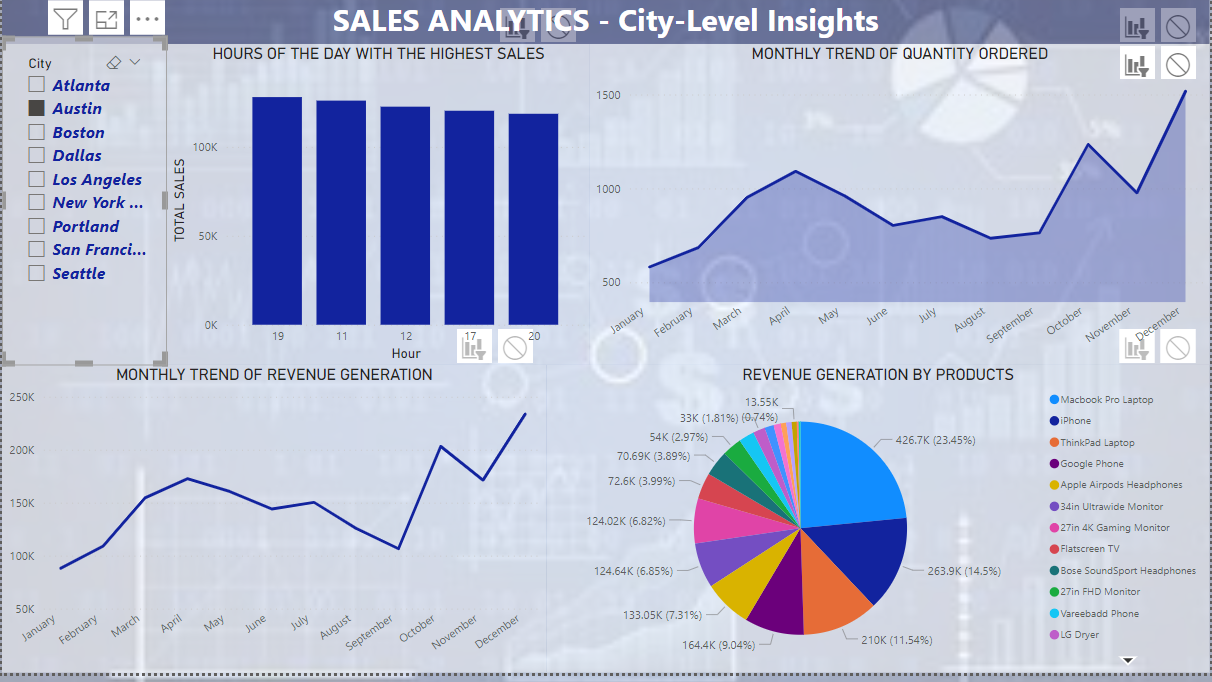 SALES ANALYTICS - City-Level Insights
City
Atlanta
Austin
Boston
Dallas
Los Angeles
New York ...
Portland
San Franci...
Seattle
HOURS OF THE DAY WITH THE HIGHEST SALES
TOTAL SALES
100K
50K
0K
19
11
12
17
20
Hour
MONTHLY TREND OF QUANTITY ORDERED
1500
1000
500
January
February
March
April
May
June
July
August
September
October
November
December
MONTHLY TREND OF REVENUE GENERATION
250K
200K
150K
100K
50K
January
February
March
April
May
June
July
August
September
October
November
December
REVENUE GENERATION BY PRODUCTS
13.55K
(0.74%)
33K (1.81%)
54K (2.97%)
70.69K (3.89%)
72.6K (3.99%)
124.02K (6.82%)
124.64K (6.85%)
133.05K (7.31%)
164.4K (9.04%)
210K (11.54%)
263.9K (14.5%)
426.7K (23.45%)
Macbook Pro Laptop
iPhone
ThinkPad Laptop
Google Phone
Apple Airpods Headphones
34in Ultrawide Monitor
27in 4K Gaming Monitor
Flatscreen TV
Bose SoundSport Headphones
27in FHD Monitor
Vareebadd Phone
LG Dryer